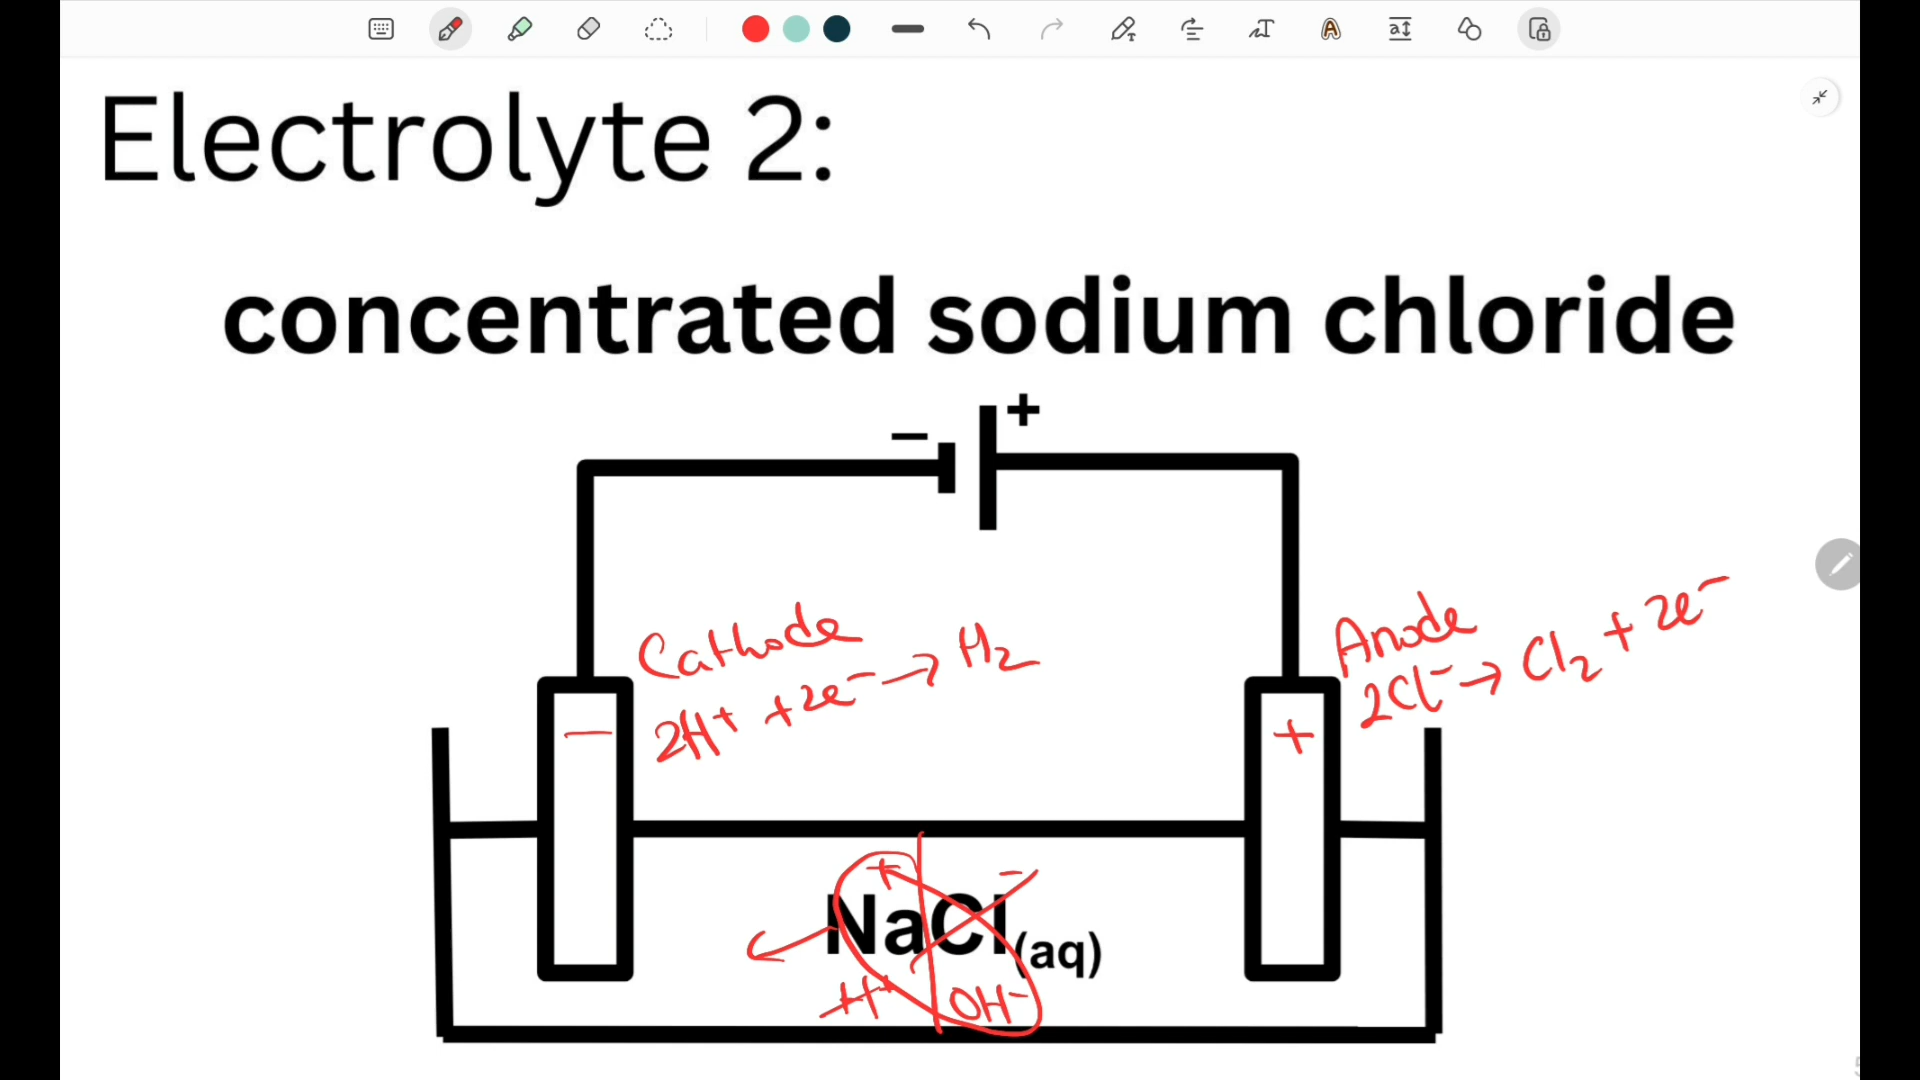 Electrolyte 2:
concentrated sodium chloride
− +
Cathode
2H⁺ + 2e⁻ → H₂
Anode
2Cl⁻ → Cl₂ + 2e⁻
− +
+ −
NaCl(aq)
H⁺ OH⁻